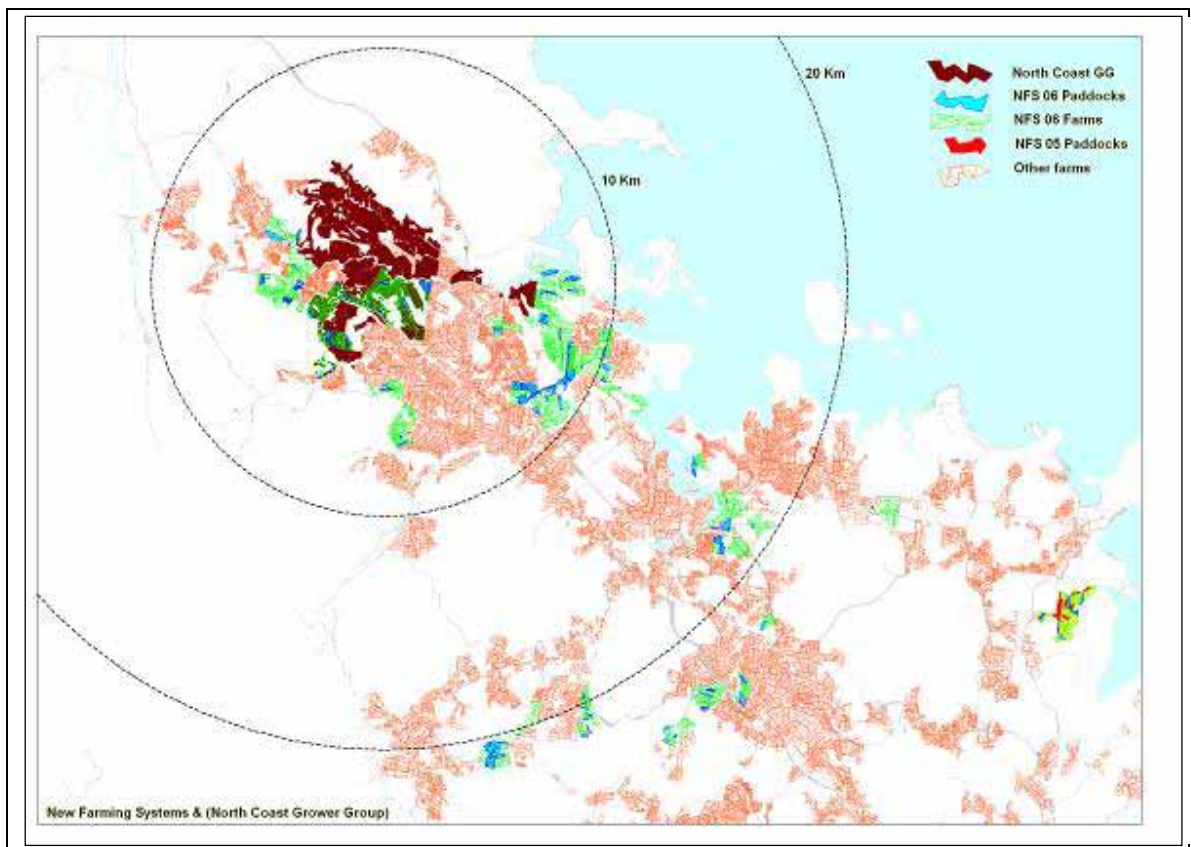 20 Km
North Coast GG
NFS 06 Paddocks
NFS 06 Farms
NFS 05 Paddocks
Other farms
10 Km
New Farming Systems & (North Coast Grower Group)